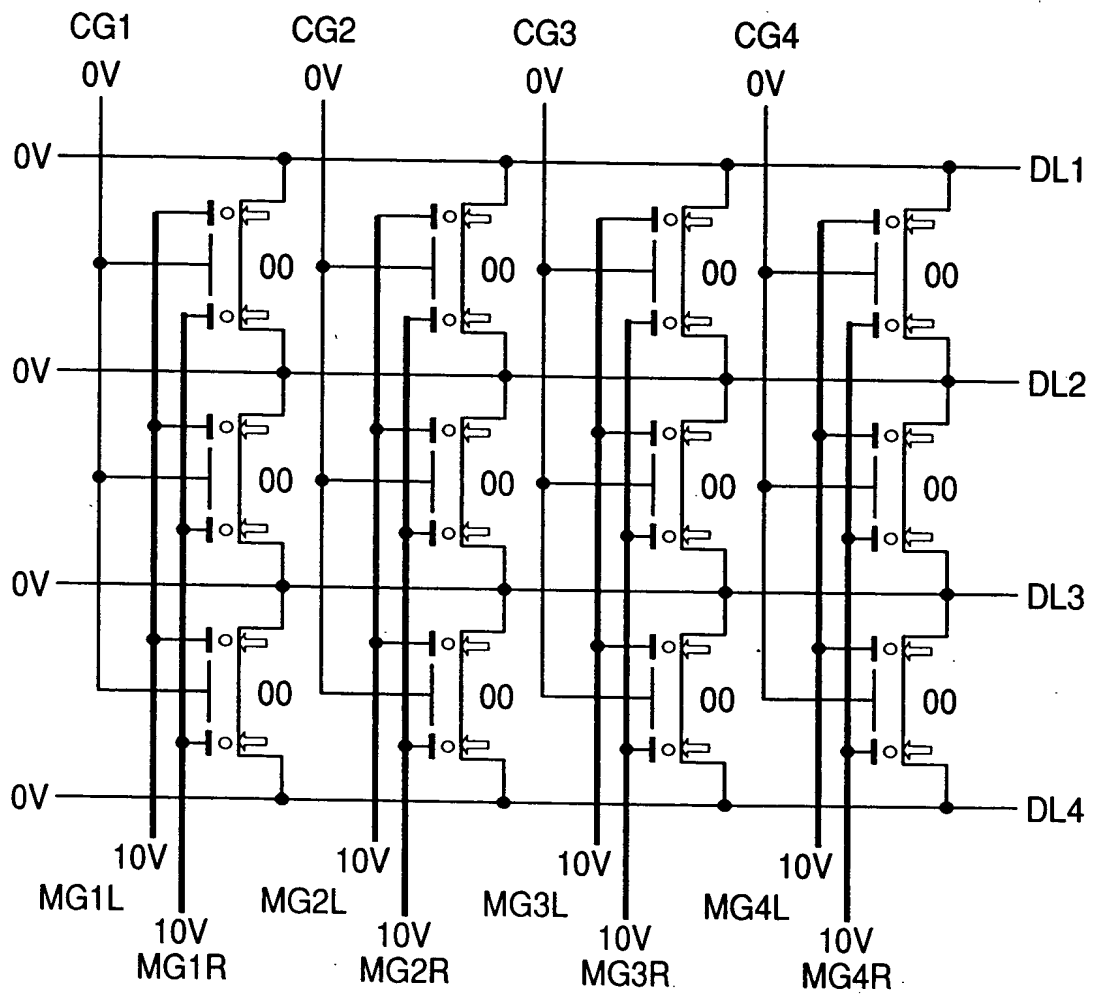 CG1 CG2 CG3 CG4
0V 0V 0V 0V
0V DL1
00 00 00 00
0V DL2
00 00 00 00
0V DL3
00 00 00 00
0V DL4
10V 10V 10V 10V
MG1L MG2L MG3L MG4L
10V 10V 10V 10V
MG1R MG2R MG3R MG4R